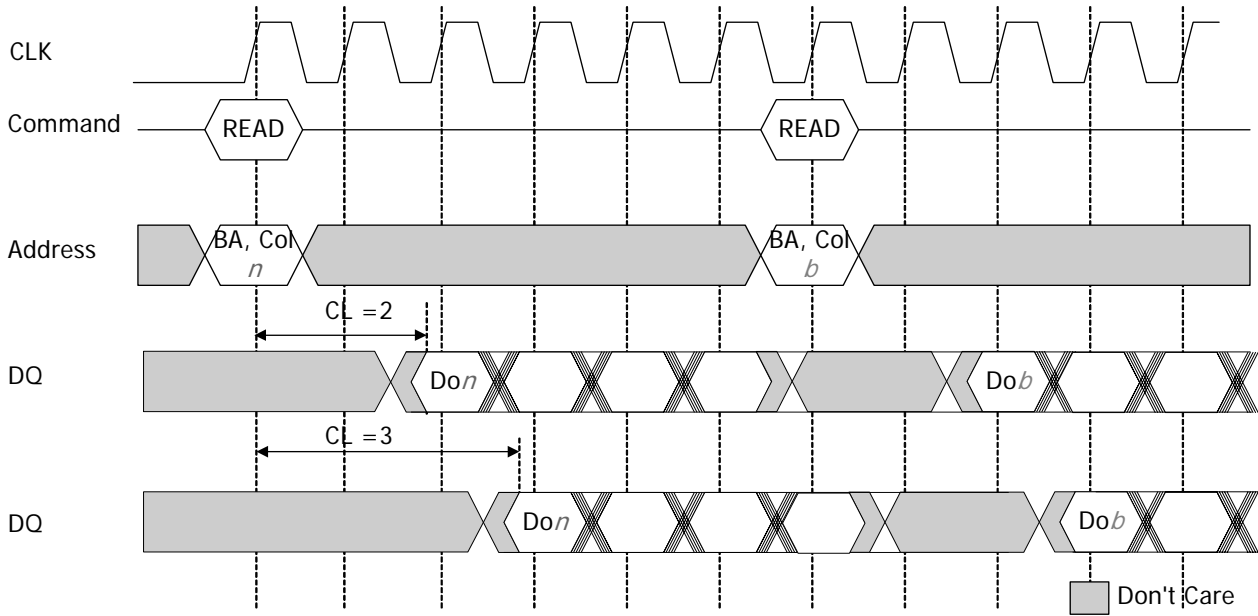 CLK
Command
READ
READ
Address
BA, Col
n
BA, Col
b
CL =2
DQ
Don
Dob
CL =3
DQ
Don
Dob
Don't Care